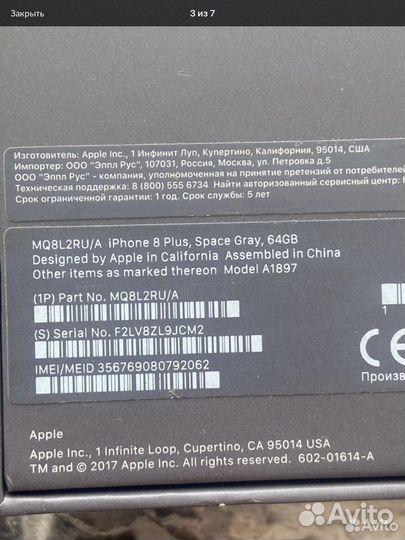 Закрыть
3 из 7
Изготовитель: Apple Inc., 1 Инфинит Луп, Купертино, Калифорния, 95014, США
Импортер: ООО "Эппл Рус", 107031, Россия, Москва, ул. Петровка д.5
ООО "Эппл Рус" - компания, уполномоченная на принятие претензий от потребителей
Техническая поддержка: 8 (800) 555 6734 Найти авторизованный сервисный центр:
Срок ограниченной гарантии: 1 год. Срок службы: 5 лет
MQ8L2RU/A iPhone 8 Plus, Space Gray, 64GB
Designed by Apple in California Assembled in China
Other items as marked thereon Model A1897
(1P) Part No. MQ8L2RU/A
(S) Serial No. F2LV8ZL9JCM2
1
IMEI/MEID 356769080792062
CE
Произв
Apple
Apple Inc., 1 Infinite Loop, Cupertino, CA 95014 USA
TM and © 2017 Apple Inc. All rights reserved. 602-01614-A
Avito
Avito